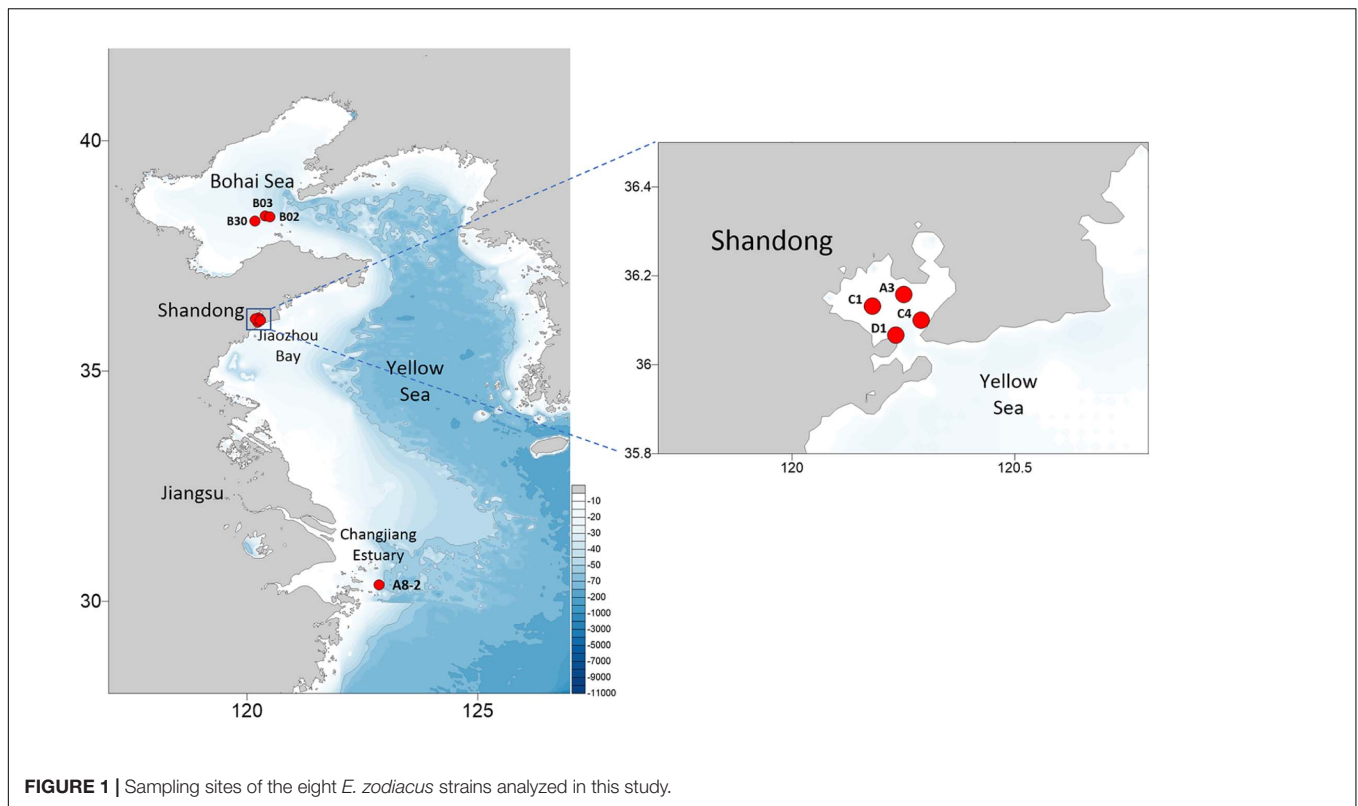 40
Bohai Sea
B03
B30
B02
Shandong
Jiaozhou
Bay
35
Yellow
Sea
Jiangsu
Changjiang
Estuary
A8-2
30
120
125
-10
-20
-30
-40
-50
-70
-200
-1000
-3000
-5000
-7000
-9000
-11000
36.4
Shandong
36.2
A3
C1
C4
D1
36
Yellow
Sea
35.8
120
120.5
FIGURE 1 | Sampling sites of the eight E. zodiacus strains analyzed in this study.